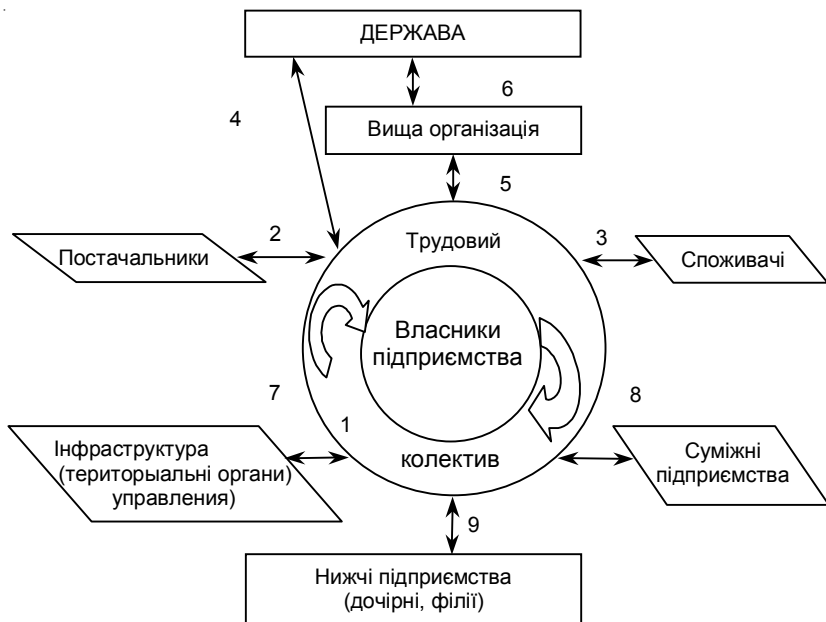 ДЕРЖАВА
6
4
Вища організація
5
2
Трудовий
3
Постачальники
Споживачі
Власники
підприємства
7
8
1
Інфраструктура
(територыальні органи)
управления)
колектив
Суміжні
підприємства
9
Нижчі підприємства
(дочірні, філії)